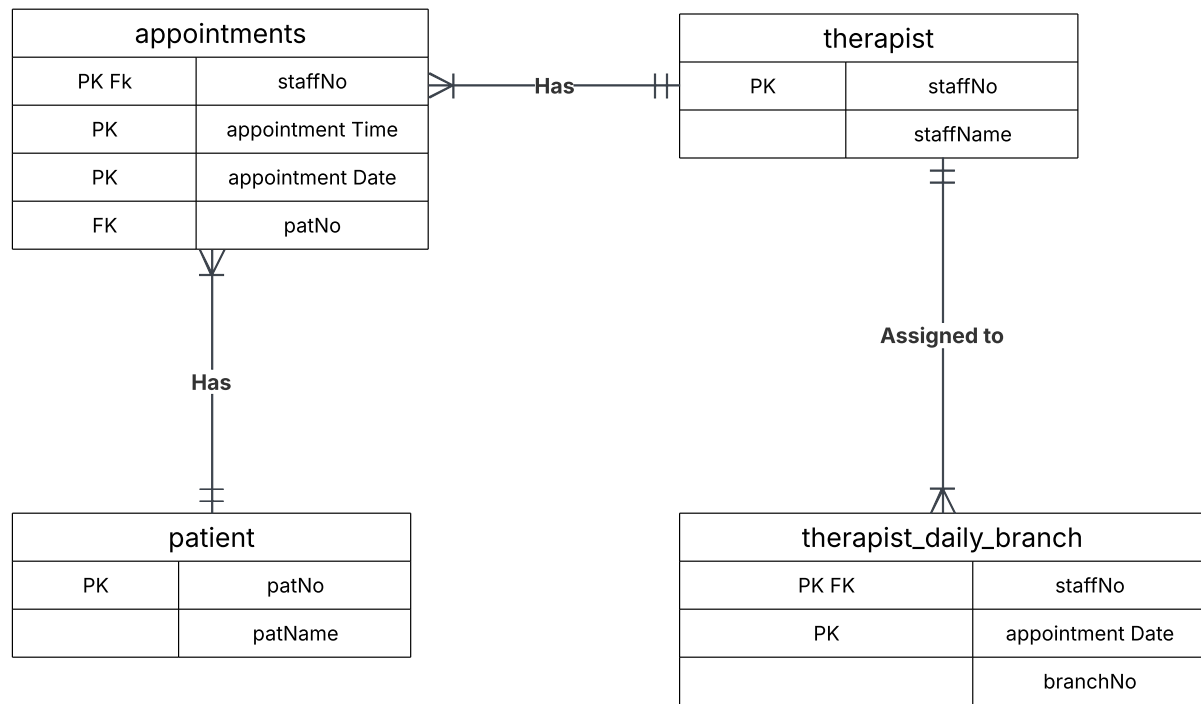 appointments
PK Fk staffNo
PK appointment Time
PK appointment Date
FK patNo
Has
therapist
PK staffNo
staffName
Has
Assigned to
patient
PK patNo
patName
therapist_daily_branch
PK FK staffNo
PK appointment Date
branchNo